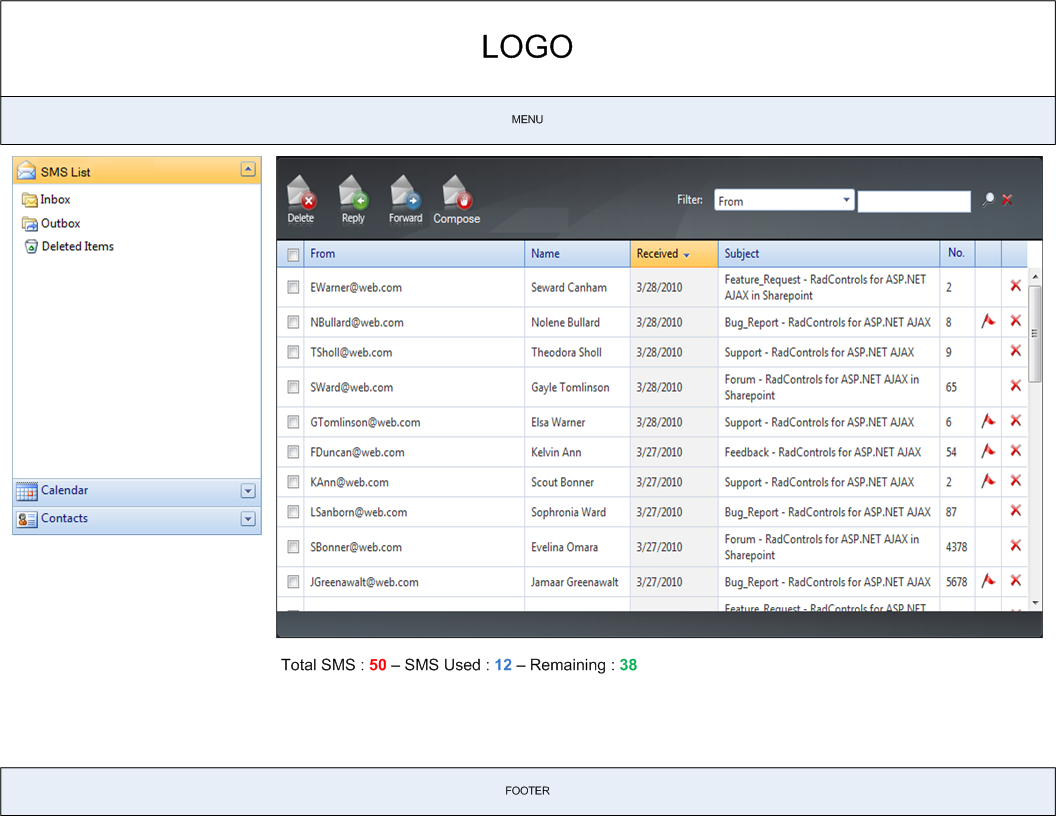 LOGO
MENU
SMS List
Inbox
Outbox
Deleted Items
Calendar
Contacts
Delete Reply Forward Compose Filter: From
From Name Received Subject No.
EWarner@web.com Seward Canham 3/28/2010 Feature_Request - RadControls for ASP.NET AJAX in Sharepoint 2
NBullard@web.com Nolene Bullard 3/28/2010 Bug_Report - RadControls for ASP.NET AJAX 8
TSholl@web.com Theodora Sholl 3/28/2010 Support - RadControls for ASP.NET AJAX 9
SWard@web.com Gayle Tomlinson 3/28/2010 Forum - RadControls for ASP.NET AJAX in Sharepoint 65
GTomlinson@web.com Elsa Warner 3/28/2010 Support - RadControls for ASP.NET AJAX 6
FDuncan@web.com Kelvin Ann 3/27/2010 Feedback - RadControls for ASP.NET AJAX 54
KAnn@web.com Scout Bonner 3/27/2010 Support - RadControls for ASP.NET AJAX 2
LSanborn@web.com Sophronia Ward 3/27/2010 Bug_Report - RadControls for ASP.NET AJAX 87
SBonner@web.com Evelina Omara 3/27/2010 Forum - RadControls for ASP.NET AJAX in Sharepoint 4378
JGreenawalt@web.com Jamaar Greenawalt 3/27/2010 Bug_Report - RadControls for ASP.NET AJAX 5678
Feature_Request - RadControls for ASP.NET
Total SMS : 50 – SMS Used : 12 – Remaining : 38
FOOTER